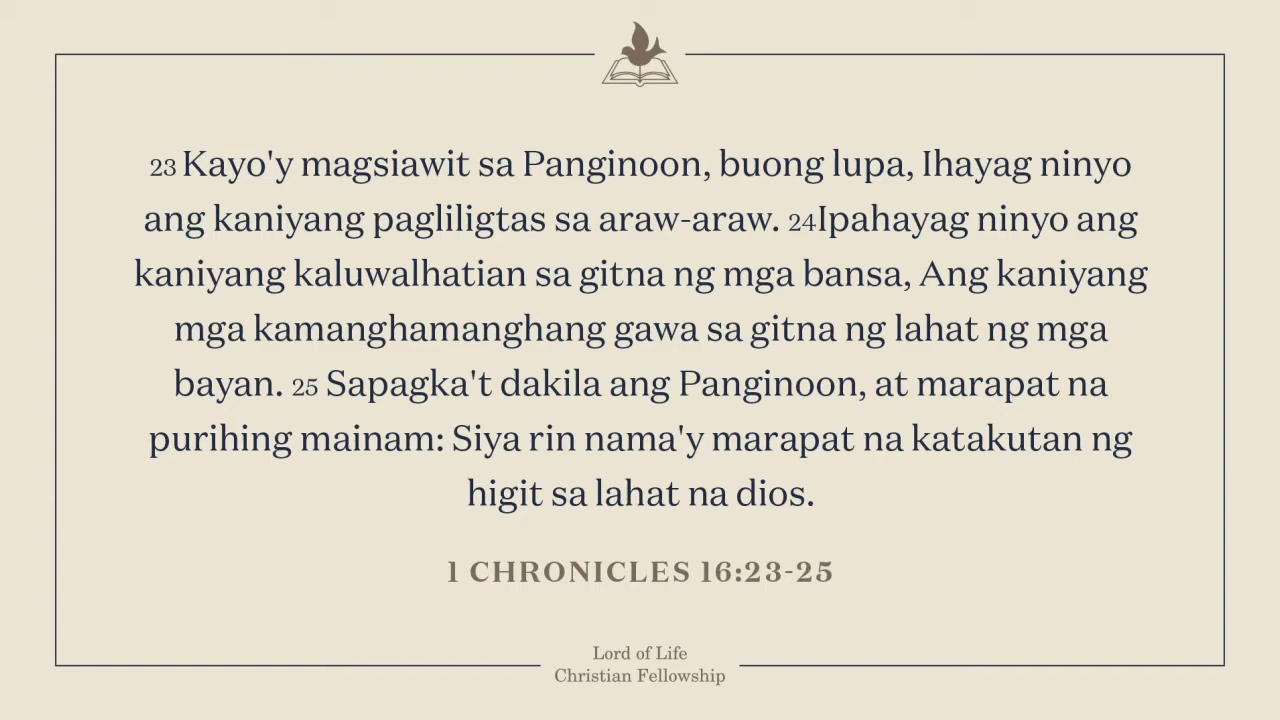 23 Kayo'y magsiawit sa Panginoon, buong lupa, Ihayag ninyo
ang kaniyang pagliligtas sa araw-araw. 24Ipahayag ninyo ang
kaniyang kaluwalhatian sa gitna ng mga bansa, Ang kaniyang
mga kamanghamanghang gawa sa gitna ng lahat ng mga
bayan. 25 Sapagka't dakila ang Panginoon, at marapat na
purihing mainam: Siya rin nama'y marapat na katakutan ng
higit sa lahat na dios.
1 CHRONICLES 16:23-25
Lord of Life
Christian Fellowship